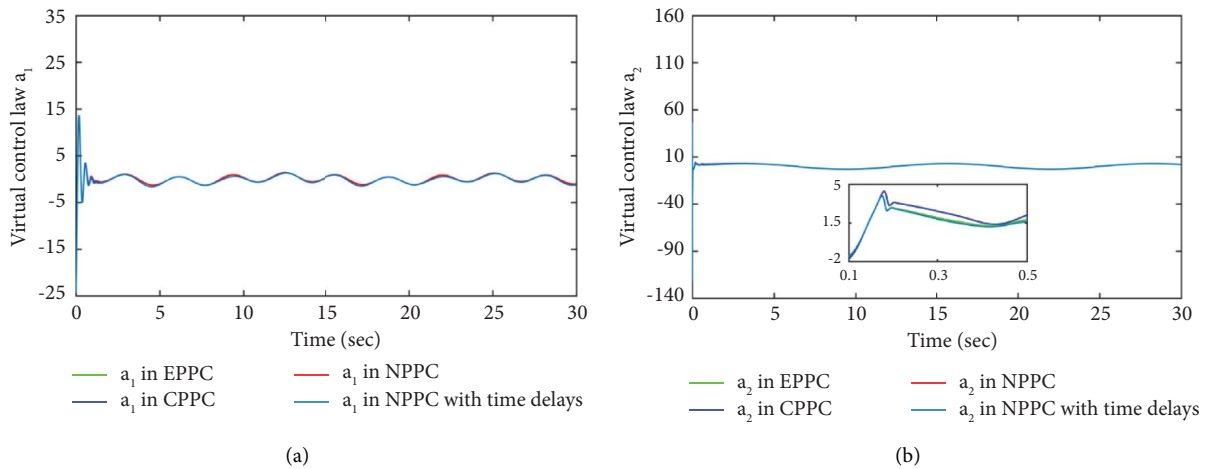 Virtual control law a1
35
25
15
5
-5
-15
-25
0 5 10 15 20 25 30
Time (sec)
a1 in EPPC
a1 in NPPC
a1 in CPPC
a1 in NPPC with time delays
(a)
Virtual control law a2
160
110
60
10
-40
-90
-140
5
1.5
-2
0.1 0.3 0.5
0 5 10 15 20 25 30
Time (sec)
a2 in EPPC
a2 in NPPC
a2 in CPPC
a2 in NPPC with time delays
(b)